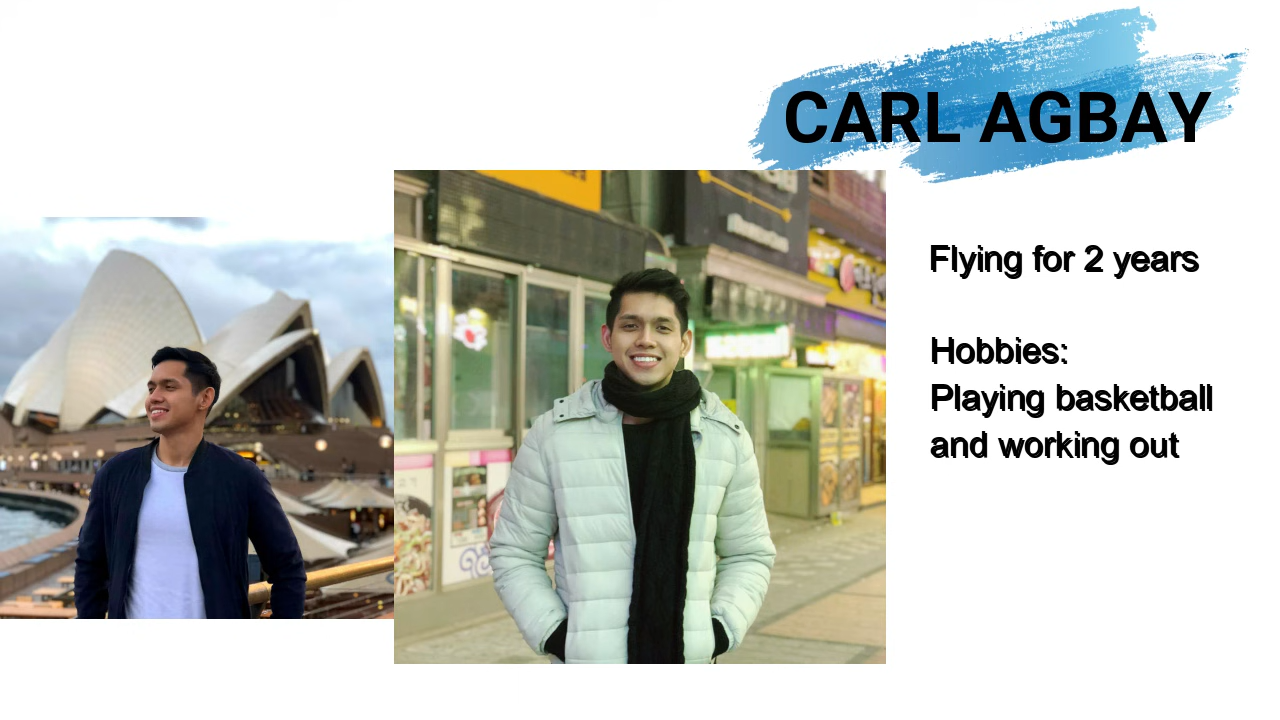 CARL AGBAY
Flying for 2 years
Hobbies:
Playing basketball
and working out